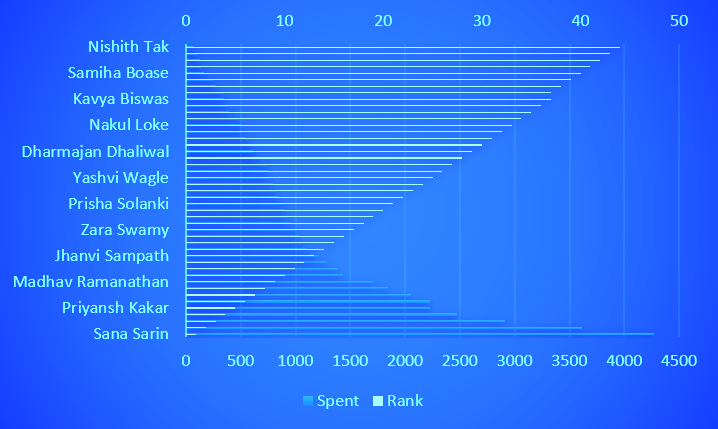 0 10 20 30 40 50
Nishith Tak
Samiha Boase
Kavya Biswas
Nakul Loke
Dharmajan Dhaliwal
Yashvi Wagle
Prisha Solanki
Zara Swamy
Jhanvi Sampath
Madhav Ramanathan
Priyansh Kakar
Sana Sarin
0 500 1000 1500 2000 2500 3000 3500 4000 4500
Spent Rank